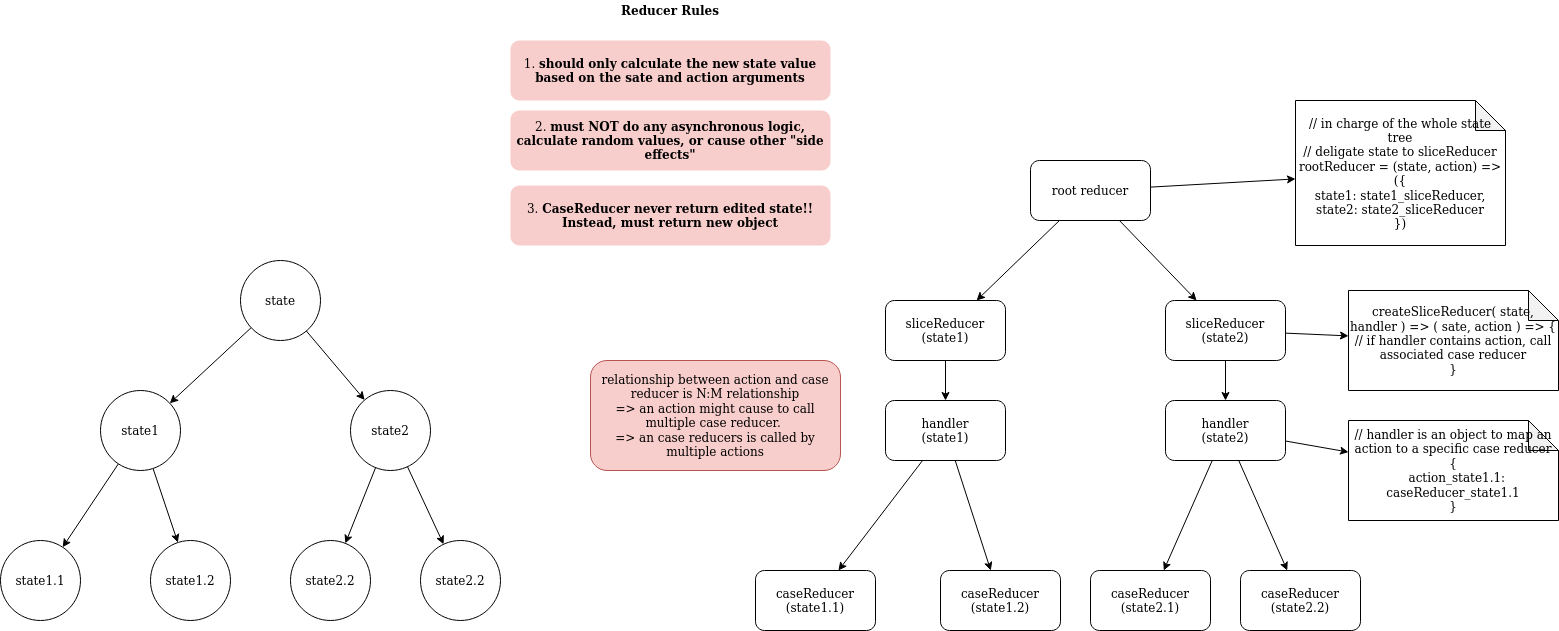 Reducer Rules
1. should only calculate the new state value
based on the sate and action arguments
2. must NOT do any asynchronous logic,
calculate random values, or cause other "side
effects"
3. CaseReducer never return edited state!!
Instead, must return new object
state
state1
state2
state1.1
state1.2
state2.2
state2.2
relationship between action and case
reducer is N:M relationship
=> an action might cause to call
multiple case reducer.
=> an case reducers is called by
multiple actions
root reducer
// in charge of the whole state
tree
// deligate state to sliceReducer
rootReducer = (state, action) =>
({
state1: state1_sliceReducer,
state2: state2_sliceReducer
})
sliceReducer
(state1)
sliceReducer
(state2)
createSliceReducer( state,
handler ) => ( sate, action ) => {
// if handler contains action, call
associated case reducer
}
handler
(state1)
handler
(state2)
// handler is an object to map an
action to a specific case reducer
{
action_state1.1:
caseReducer_state1.1
}
caseReducer
(state1.1)
caseReducer
(state1.2)
caseReducer
(state2.1)
caseReducer
(state2.2)